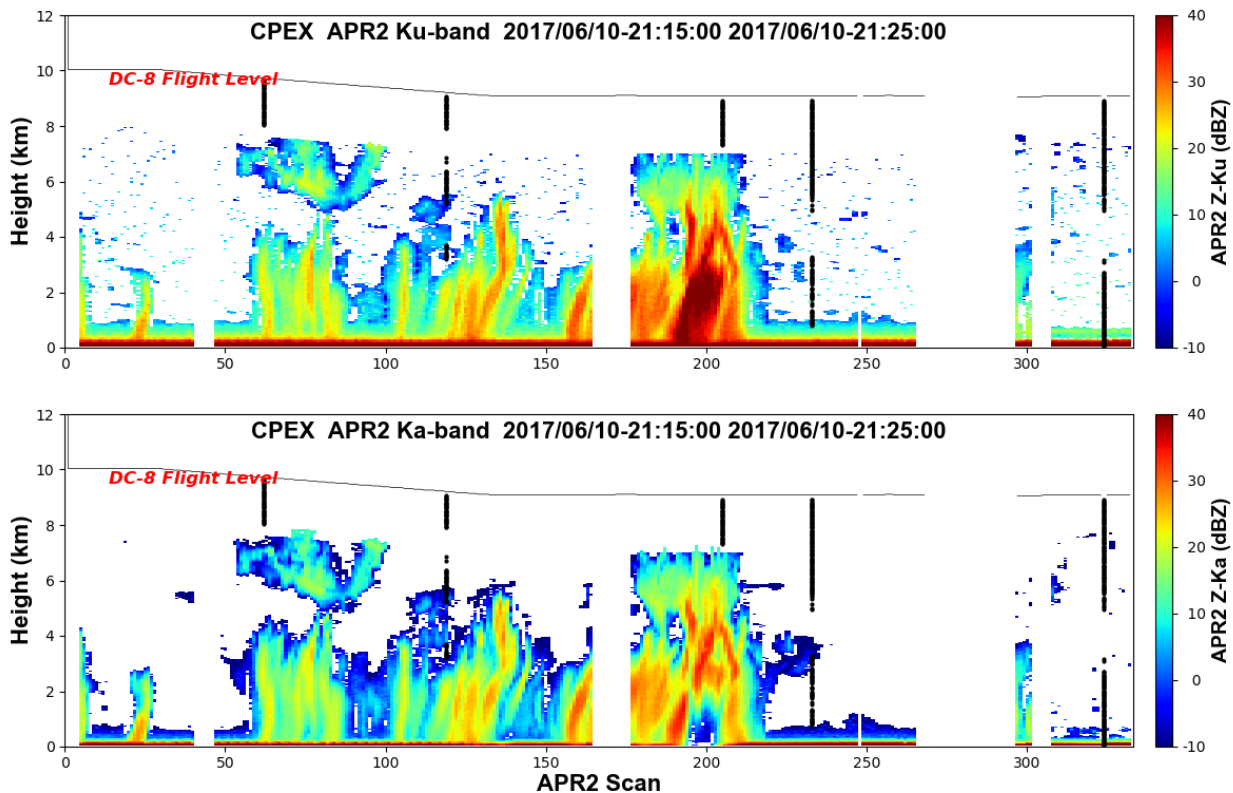 CPEX  APR2 Ku-band  2017/06/10-21:15:00 2017/06/10-21:25:00
DC-8 Flight Level
Height (km)
12
10
8
6
4
2
0
0 50 100 150 200 250 300
40
30
20
10
0
-10
APR2 Z-Ku (dBZ)
CPEX  APR2 Ka-band  2017/06/10-21:15:00 2017/06/10-21:25:00
DC-8 Flight Level
Height (km)
12
10
8
6
4
2
0
0 50 100 150 200 250 300
APR2 Scan
40
30
20
10
0
-10
APR2 Z-Ka (dBZ)